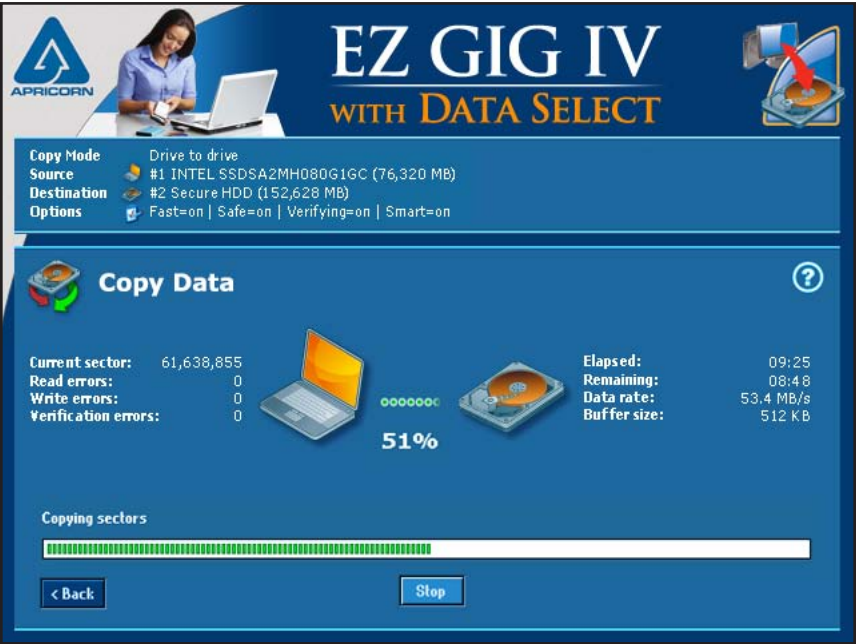 APRICORN
EZ GIG IV
WITH DATA SELECT
Copy Mode Drive to drive
Source #1 INTEL SSDSA2MH080G1GC (76,320 MB)
Destination #2 Secure HDD (152,628 MB)
Options Fast=on | Safe=on | Verifying=on | Smart=on
Copy Data
?
Current sector: 61,638,855
Read errors: 0
Write errors: 0
Verification errors: 0
51%
Elapsed: 09:25
Remaining: 08:48
Data rate: 53.4 MB/s
Buffer size: 512 KB
Copying sectors
< Back
Stop